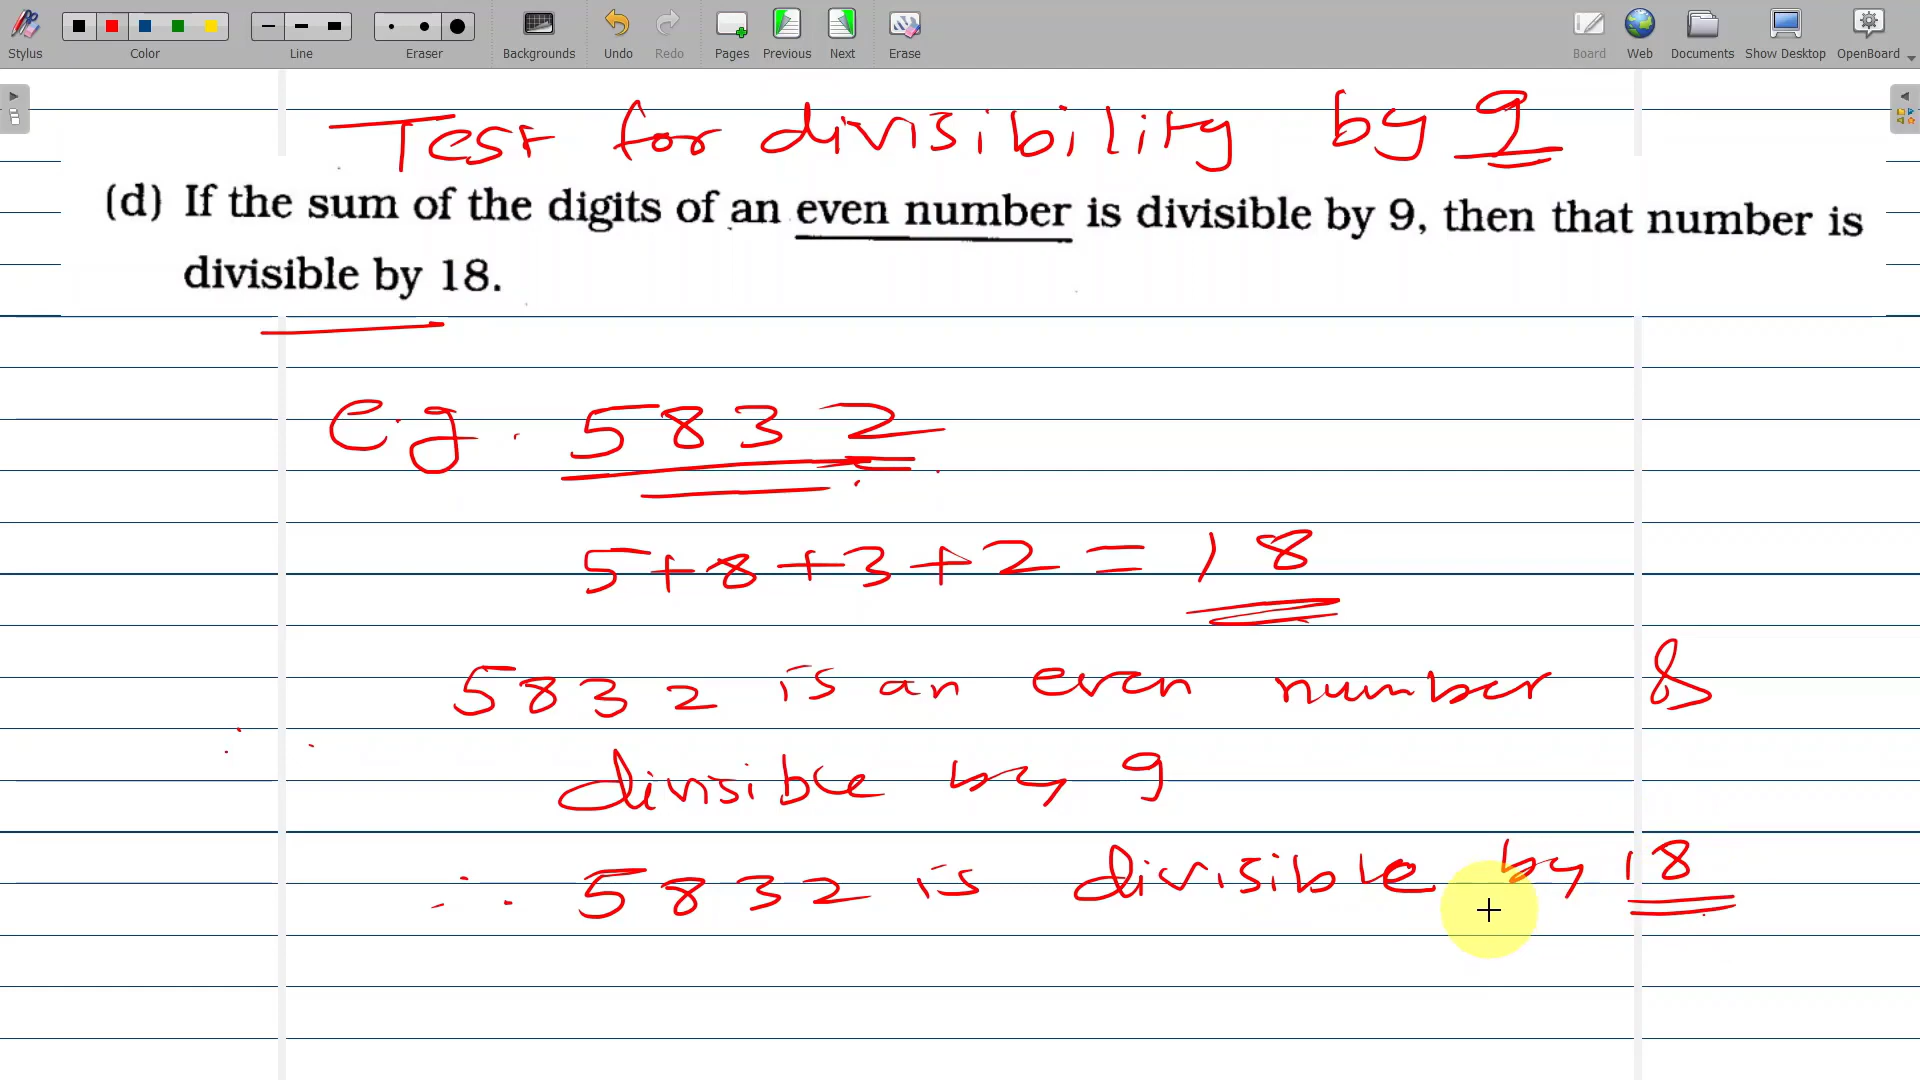 Stylus Color Line Eraser Backgrounds Undo Redo Pages Previous Next Erase Board Web Documents Show Desktop OpenBoard
Test for divisibility by 9
(d) If the sum of the digits of an even number is divisible by 9, then that number is
divisible by 18.
e.g. 5832
5+8+3+2 = 18
5832 is an even number &
divisible by 9
∴ 5832 is divisible by 18